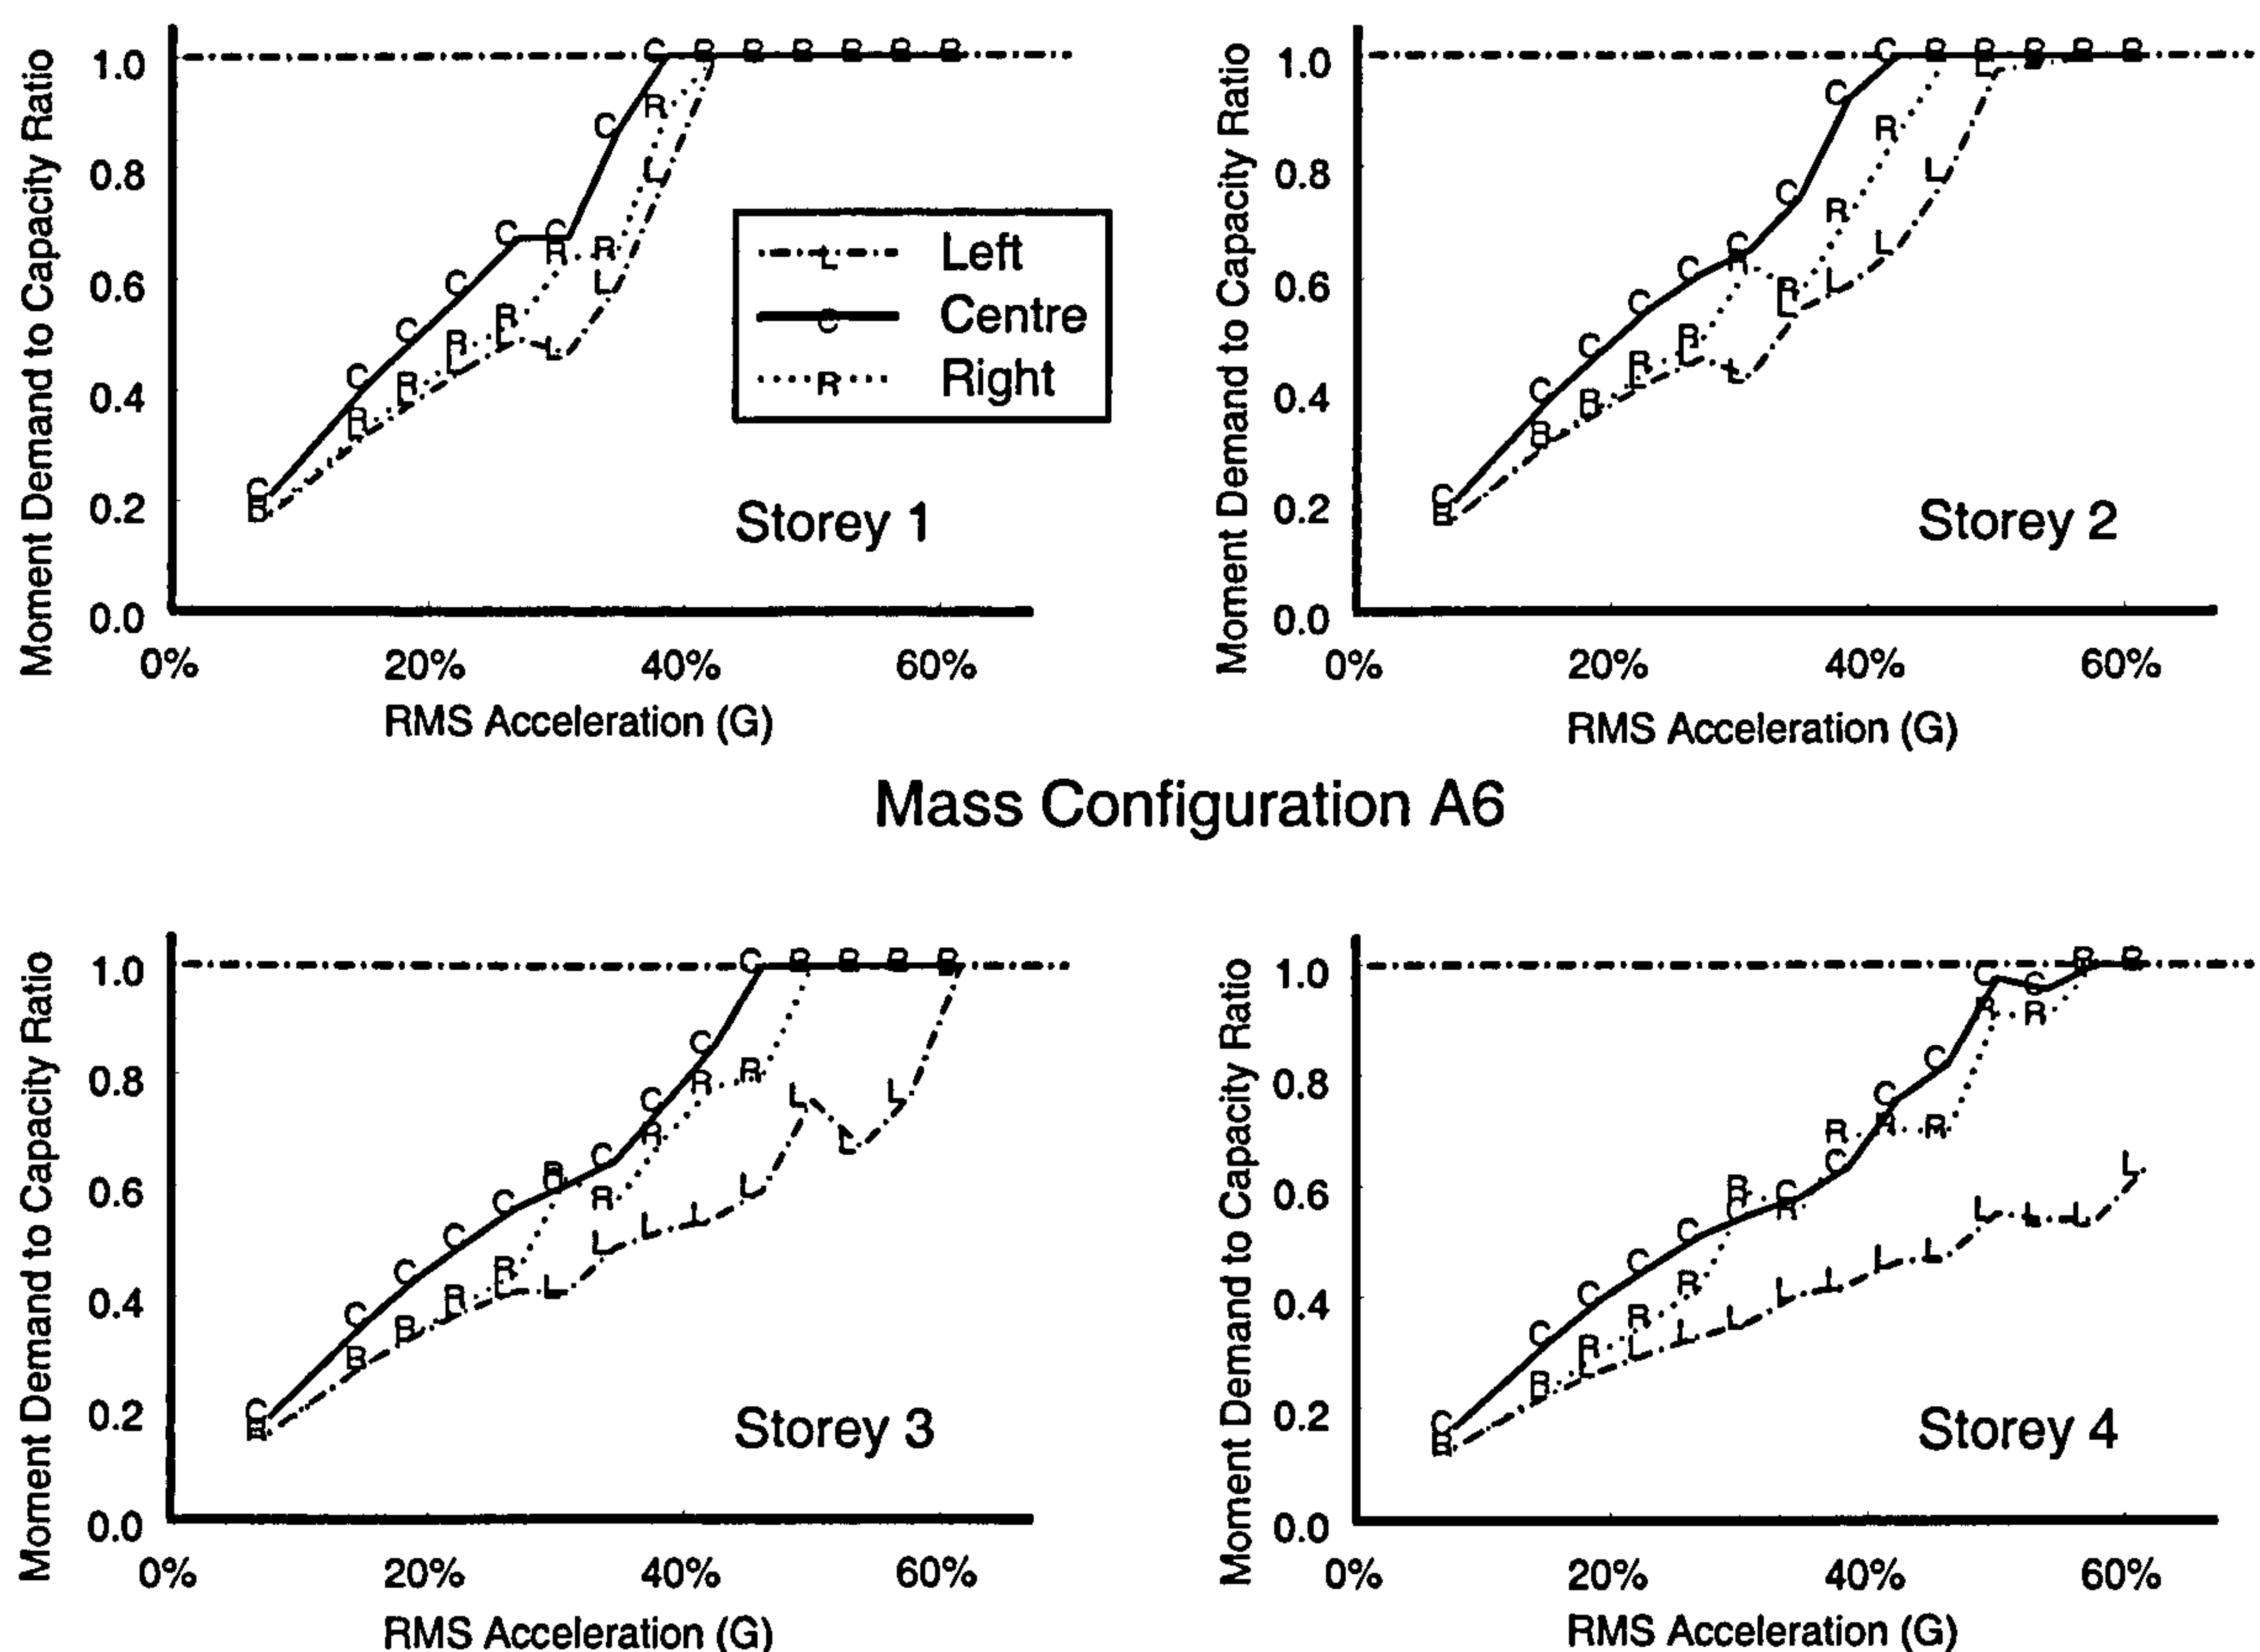 Moment Demand to Capacity Ratio
1.0
0.8
0.6
0.4
0.2
0.0
0%
20%
40%
60%
RMS Acceleration (G)
L Left
C Centre
R Right
Storey 1
Moment Demand to Capacity Ratio
1.0
0.8
0.6
0.4
0.2
0.0
0%
20%
40%
60%
RMS Acceleration (G)
Storey 2
Mass Configuration A6
Moment Demand to Capacity Ratio
1.0
0.8
0.6
0.4
0.2
0.0
0%
20%
40%
60%
RMS Acceleration (G)
Storey 3
Moment Demand to Capacity Ratio
1.0
0.8
0.6
0.4
0.2
0.0
0%
20%
40%
60%
RMS Acceleration (G)
Storey 4